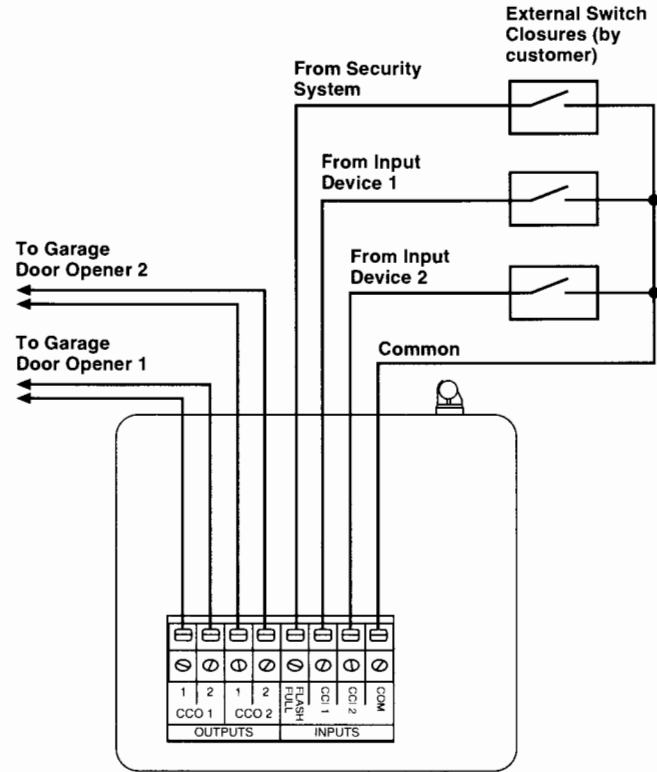 External Switch
Closures (by
customer)
From Security
System
From Input
Device 1
From Input
Device 2
To Garage
Door Opener 2
To Garage
Door Opener 1
Common
1 2 1 2
FLASH
FULL
CCI 1
CCI 2
COM
CCO 1 CCO 2
OUTPUTS INPUTS